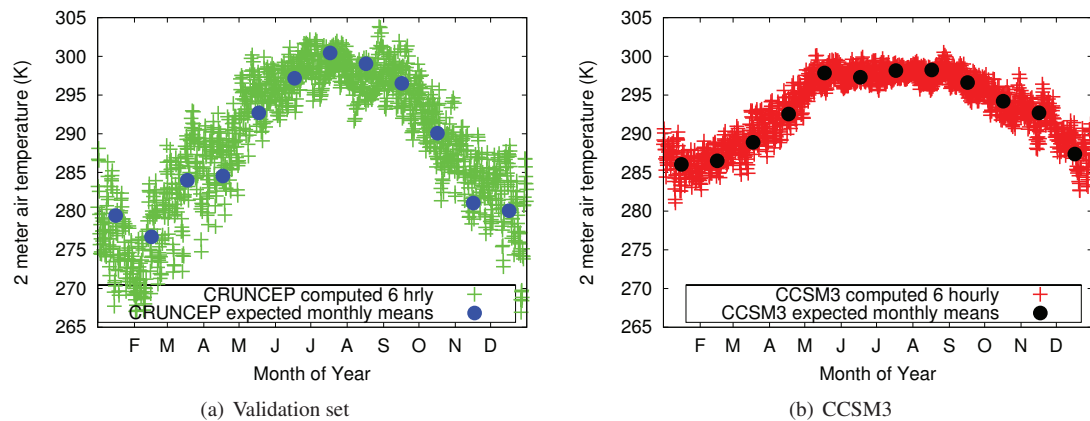 305
300
295
290
285
280
275
270
265
2 meter air temperature (K)
CRUNCEP computed 6 hrly
CRUNCEP expected monthly means
F M A M J J A S O N D
Month of Year
(a) Validation set
305
300
295
290
285
280
275
270
265
2 meter air temperature (K)
CCSM3 computed 6 hourly
CCSM3 expected monthly means
F M A M J J A S O N D
Month of Year
(b) CCSM3